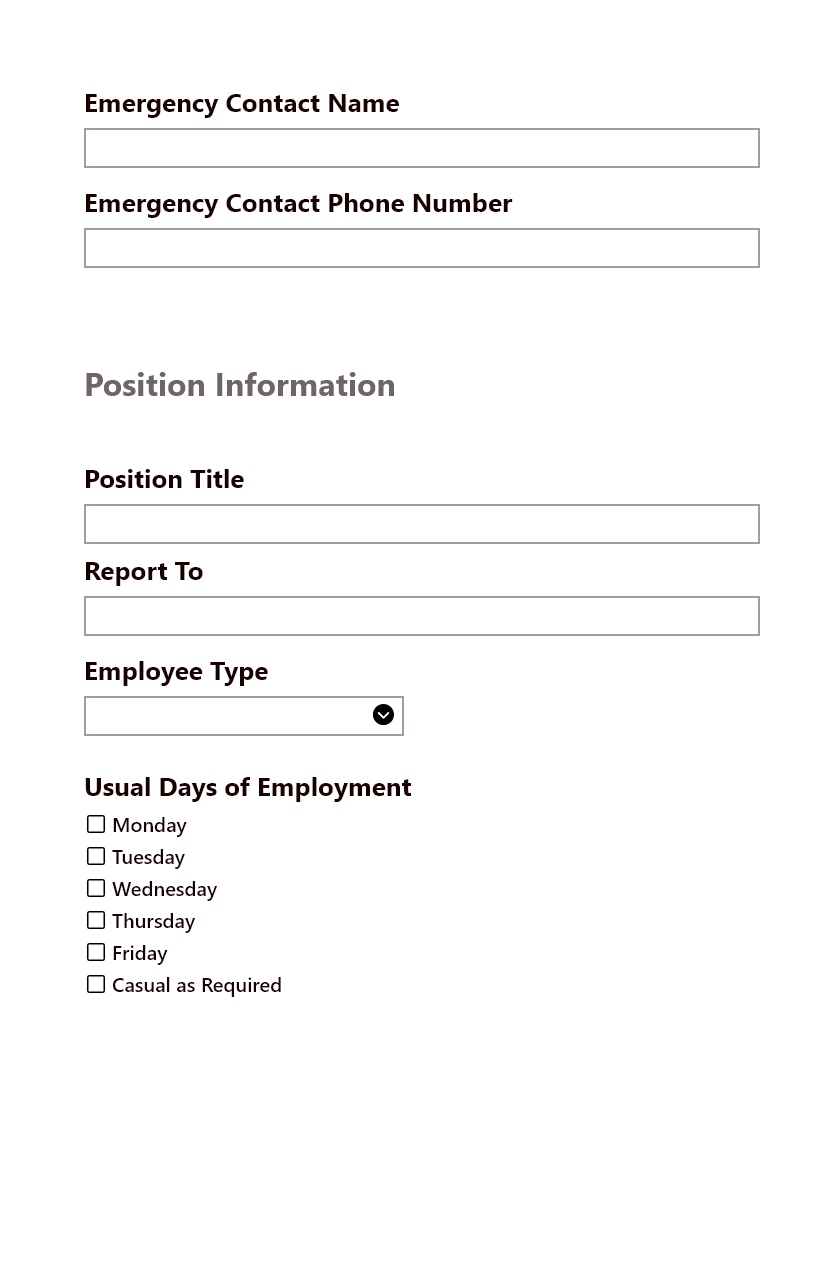 Emergency Contact Name
Emergency Contact Phone Number
Position Information
Position Title
Report To
Employee Type
Usual Days of Employment
Monday
Tuesday
Wednesday
Thursday
Friday
Casual as Required